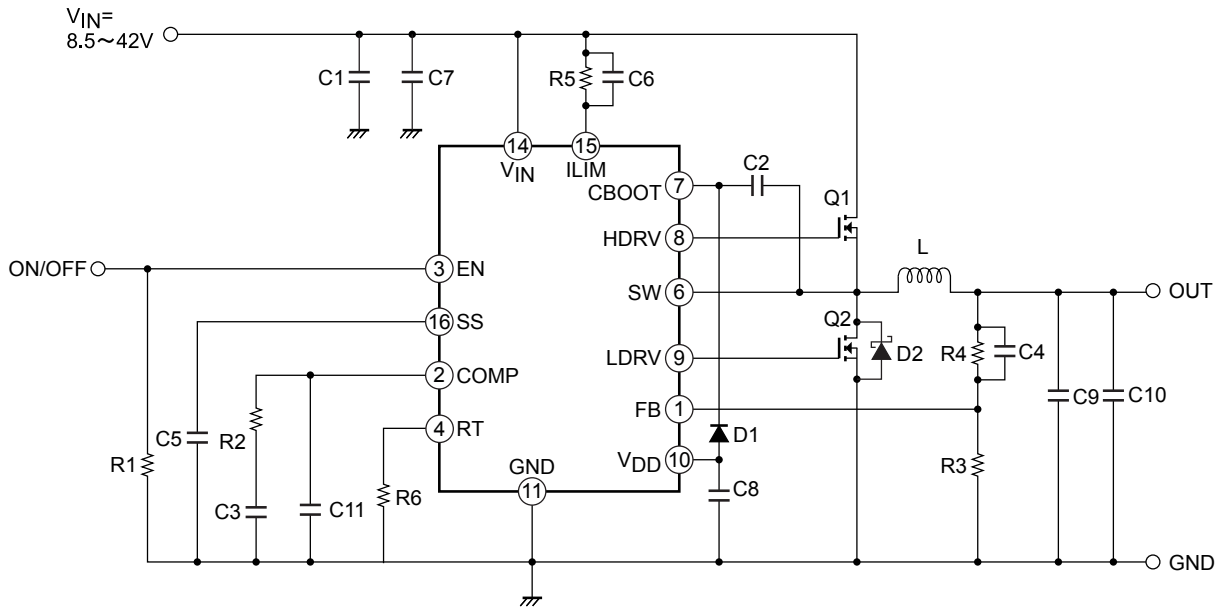 VIN=
8.5～42V
C1
C7
R5
C6
14
15
VIN
ILIM
C2
7
CBOOT
Q1
8
HDRV
L
ON/OFF
3
EN
6
SW
OUT
16
SS
Q2
9
LDRV
D2
R4
C4
2
COMP
1
FB
C9
C10
C5
R2
4
RT
D1
R1
GND
10
VDD
R3
C3
C11
R6
11
C8
GND